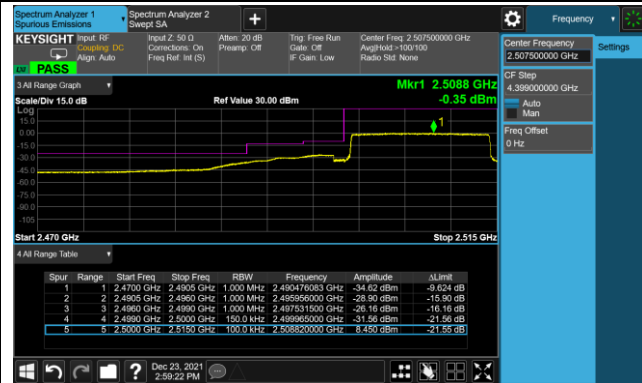 Spectrum Analyzer 1
Spurious Emissions
Spectrum Analyzer 2
Swept SA
Frequency
KEYSIGHT
Input: RF
Coupling: DC
Align: Auto
Input Z: 50 Ω
Corrections: On
Freq Ref: Int (S)
Atten: 20 dB
Preamp: Off
Trig: Free Run
Gate: Off
IF Gain: Low
Center Freq: 2.507500000 GHz
Avg|Hold:>100/100
Radio Std: None
PASS
Center Frequency
2.507500000 GHz
Settings
CF Step
4.399000000 GHz
Auto
Man
Freq Offset
0 Hz
3 All Range Graph
Mkr1 2.5088 GHz
Scale/Div 15.0 dB
Ref Value 30.00 dBm
-0.35 dBm
Log
15.0
0.00
-15.0
-30.0
-45.0
-60.0
-75.0
-90.0
-105
1
Start 2.470 GHz
Stop 2.515 GHz
4 All Range Table
Spur Range Start Freq Stop Freq RBW Frequency Amplitude ΔLimit
1 1 2.4700 GHz 2.4905 GHz 1.000 MHz 2.490476083 GHz -34.62 dBm -9.624 dB
2 2 2.4905 GHz 2.4960 GHz 1.000 MHz 2.495956000 GHz -28.90 dBm -15.90 dB
3 3 2.4960 GHz 2.4990 GHz 1.000 MHz 2.497531500 GHz -26.16 dBm -16.16 dB
4 4 2.4990 GHz 2.5000 GHz 150.0 kHz 2.499965000 GHz -31.56 dBm -21.56 dB
5 5 2.5000 GHz 2.5150 GHz 100.0 kHz 2.508820000 GHz 8.450 dBm -21.55 dB
Dec 23, 2021
2:59:22 PM